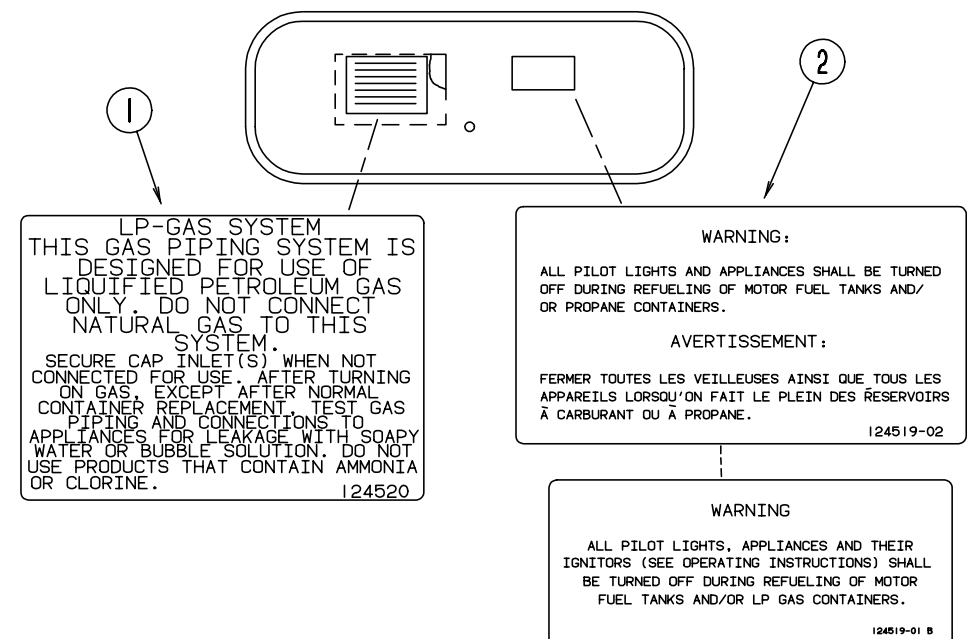 1
2
LP-GAS SYSTEM
THIS GAS PIPING SYSTEM IS
DESIGNED FOR USE OF
LIQUIFIED PETROLEUM GAS
ONLY. DO NOT CONNECT
NATURAL GAS TO THIS
SYSTEM.
SECURE CAP INLET(S) WHEN NOT
CONNECTED FOR USE. AFTER TURNING
ON GAS, EXCEPT AFTER NORMAL
CONTAINER REPLACEMENT, TEST GAS
PIPING AND CONNECTIONS TO
APPLIANCES FOR LEAKAGE WITH SOAPY
WATER OR BUBBLE SOLUTION. DO NOT
USE PRODUCTS THAT CONTAIN AMMONIA
OR CLORINE.
124520
WARNING:
ALL PILOT LIGHTS AND APPLIANCES SHALL BE TURNED
OFF DURING REFUELING OF MOTOR FUEL TANKS AND/
OR PROPANE CONTAINERS.
AVERTISSEMENT:
FERMER TOUTES LES VEILLEUSES AINSI QUE TOUS LES
APPAREILS LORSQU'ON FAIT LE PLEIN DES RESERVOIRS
À CARBURANT OU À PROPANE.
124519-02
WARNING
ALL PILOT LIGHTS, APPLIANCES AND THEIR
IGNITORS (SEE OPERATING INSTRUCTIONS) SHALL
BE TURNED OFF DURING REFUELING OF MOTOR
FUEL TANKS AND/OR LP GAS CONTAINERS.
124519-01 B